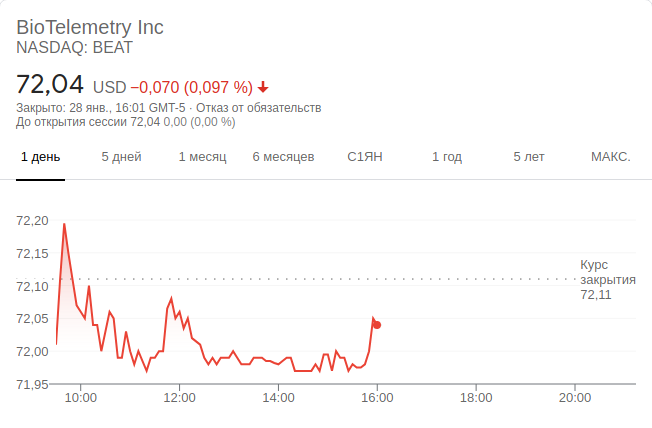 BioTelemetry Inc
NASDAQ: BEAT
72,04 USD −0,070 (0,097 %)
Закрыто: 28 янв., 16:01 GMT-5 · Отказ от обязательств
До открытия сессии 72,04 0,00 (0,00 %)
1 день 5 дней 1 месяц 6 месяцев С1ЯН 1 год 5 лет МАКС.
72,20
72,15
Курс
закрытия
72,11
72,10
72,05
72,00
71,95
10:00 12:00 14:00 16:00 18:00 20:00